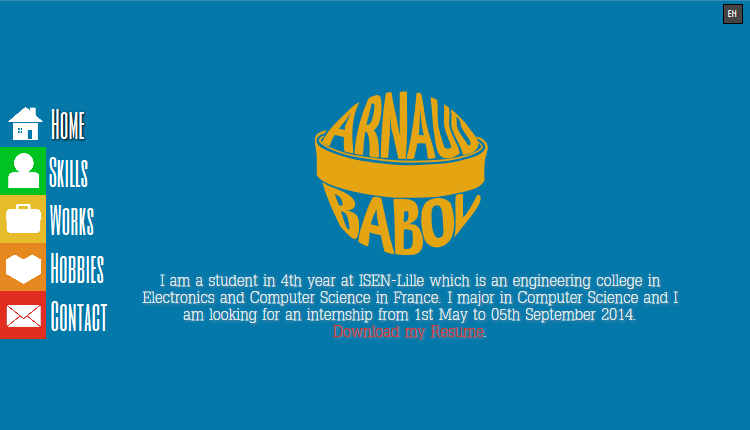 EN
Home
Skills
Works
Hobbies
Contact
ARNAUD
BABOL
I am a student in 4th year at ISEN-Lille which is an engineering college in
Electronics and Computer Science in France. I major in Computer Science and I
am looking for an internship from 1st May to 05th September 2014.
Download my Resume.